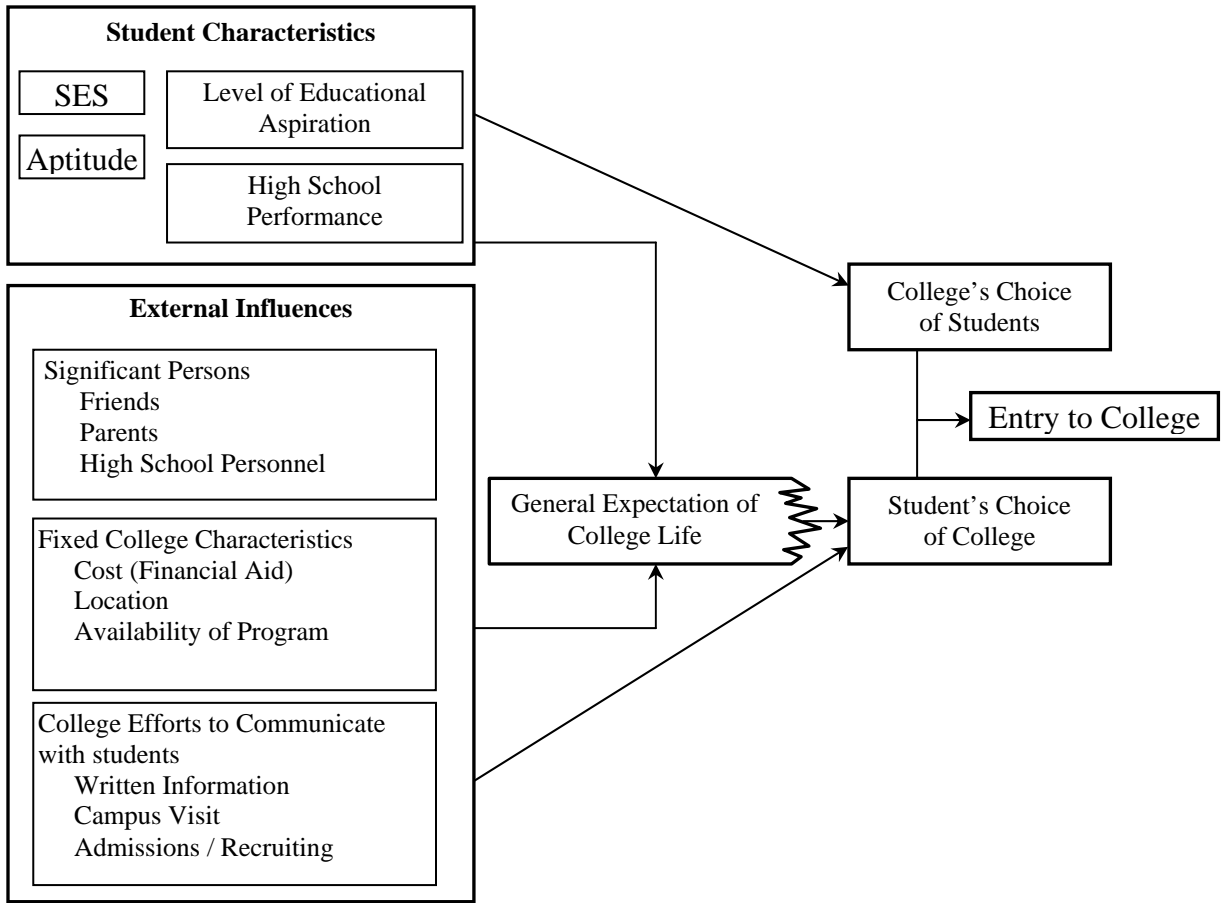 Student Characteristics
SES
Aptitude
Level of Educational
Aspiration
High School
Performance
External Influences
Significant Persons
Friends
Parents
High School Personnel
Fixed College Characteristics
Cost (Financial Aid)
Location
Availability of Program
College Efforts to Communicate
with students
Written Information
Campus Visit
Admissions / Recruiting
General Expectation of
College Life
College’s Choice
of Students
Entry to College
Student’s Choice
of College